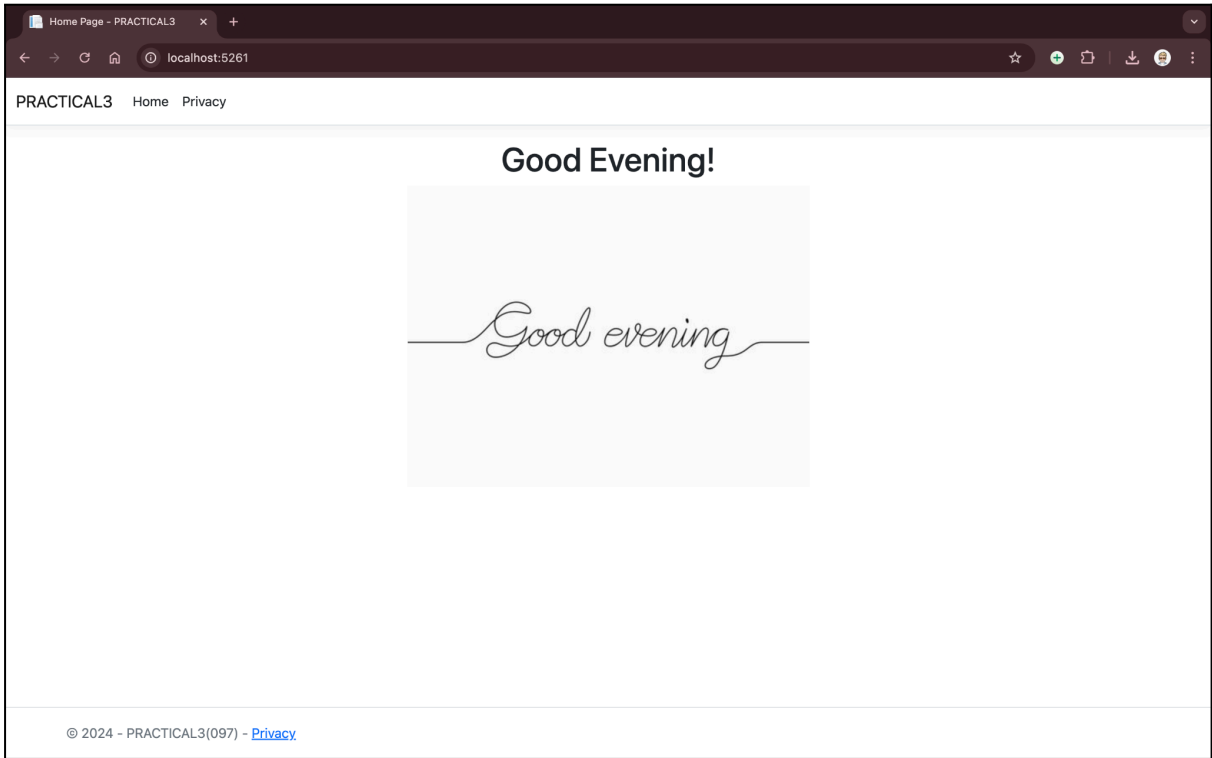 Home Page - PRACTICAL3
localhost:5261
PRACTICAL3 Home Privacy
Good Evening!
Good evening
© 2024 - PRACTICAL3(097) - Privacy